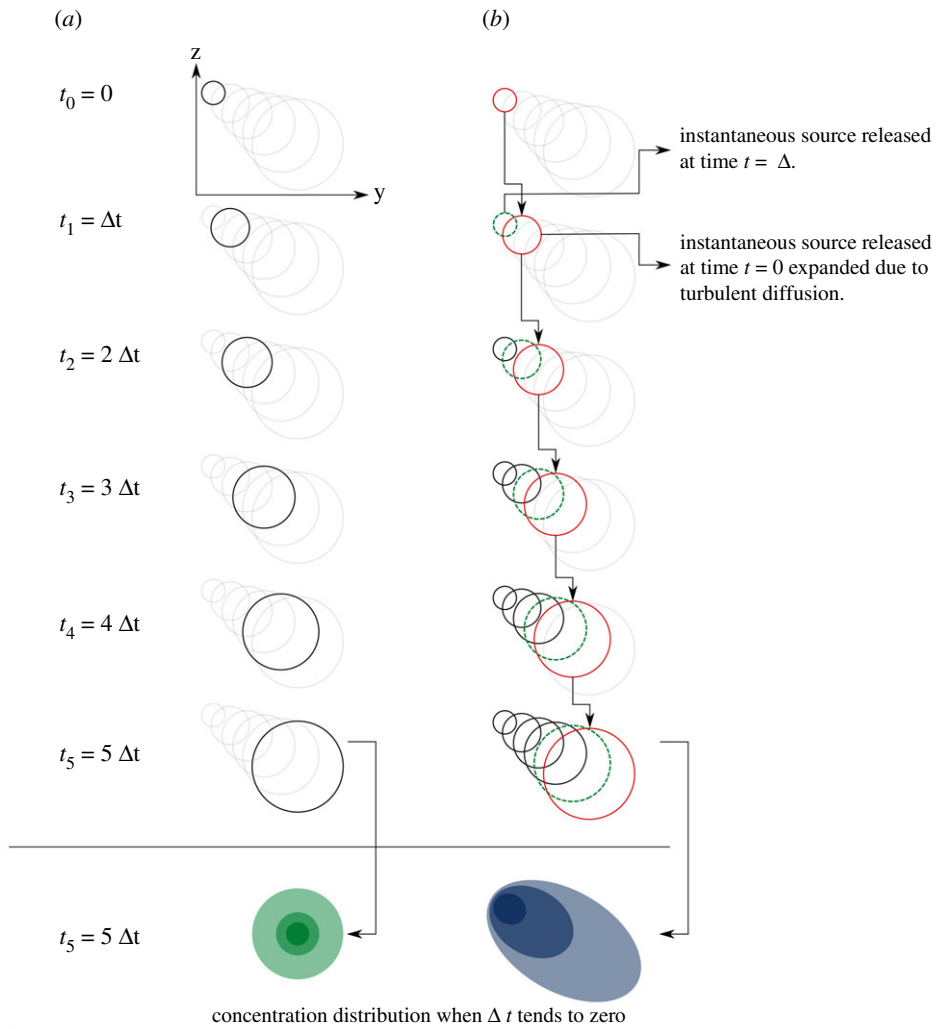 (a)
(b)
z
t0 = 0
y
instantaneous source released
at time t = Δ.
t1 = Δt
instantaneous source released
at time t = 0 expanded due to
turbulent diffusion.
t2 = 2 Δt
t3 = 3 Δt
t4 = 4 Δt
t5 = 5 Δt
t5 = 5 Δt
concentration distribution when Δ t tends to zero